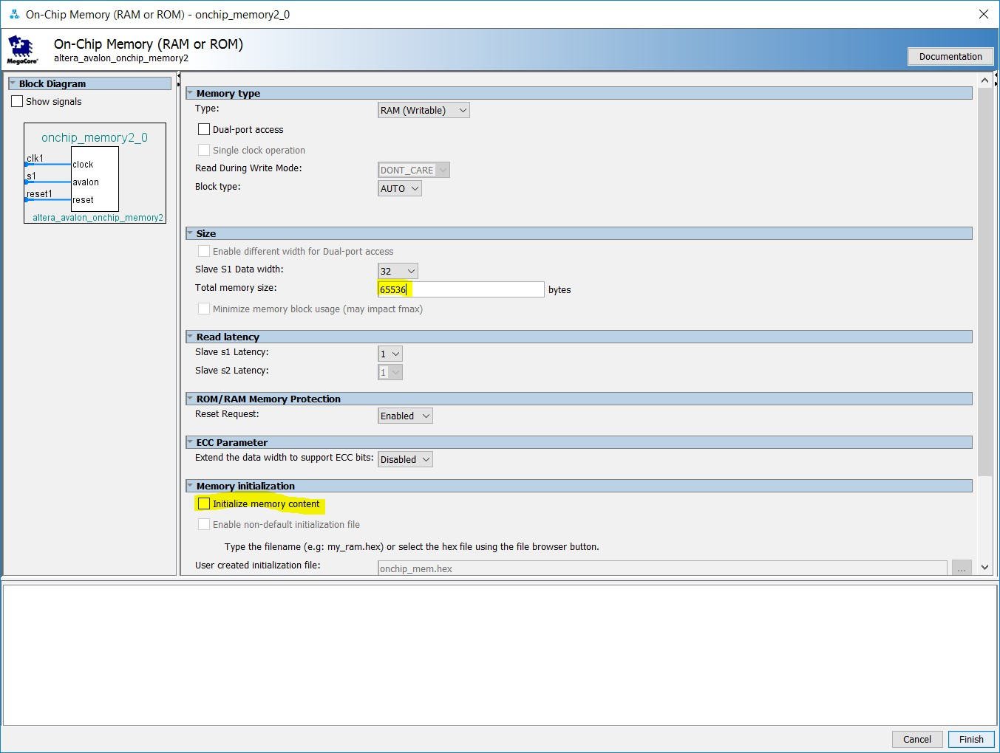 On-Chip Memory (RAM or ROM) - onchip_memory2_0
On-Chip Memory (RAM or ROM)
altera_avalon_onchip_memory2
MegaCore®
Documentation
Block Diagram
Show signals
onchip_memory2_0
clk1
clock
s1
avalon
reset1
reset
altera_avalon_onchip_memory2
Memory type
Type: RAM (Writable)
Dual-port access
Single clock operation
Read During Write Mode: DONT_CARE
Block type: AUTO
Size
Enable different width for Dual-port access
Slave S1 Data width: 32
Total memory size: 65536 bytes
Minimize memory block usage (may impact fmax)
Read latency
Slave s1 Latency: 1
Slave s2 Latency: 1
ROM/RAM Memory Protection
Reset Request: Enabled
ECC Parameter
Extend the data width to support ECC bits: Disabled
Memory initialization
Initialize memory content
Enable non-default initialization file
Type the filename (e.g: my_ram.hex) or select the hex file using the file browser button.
User created initialization file: onchip_mem.hex ...
Cancel Finish